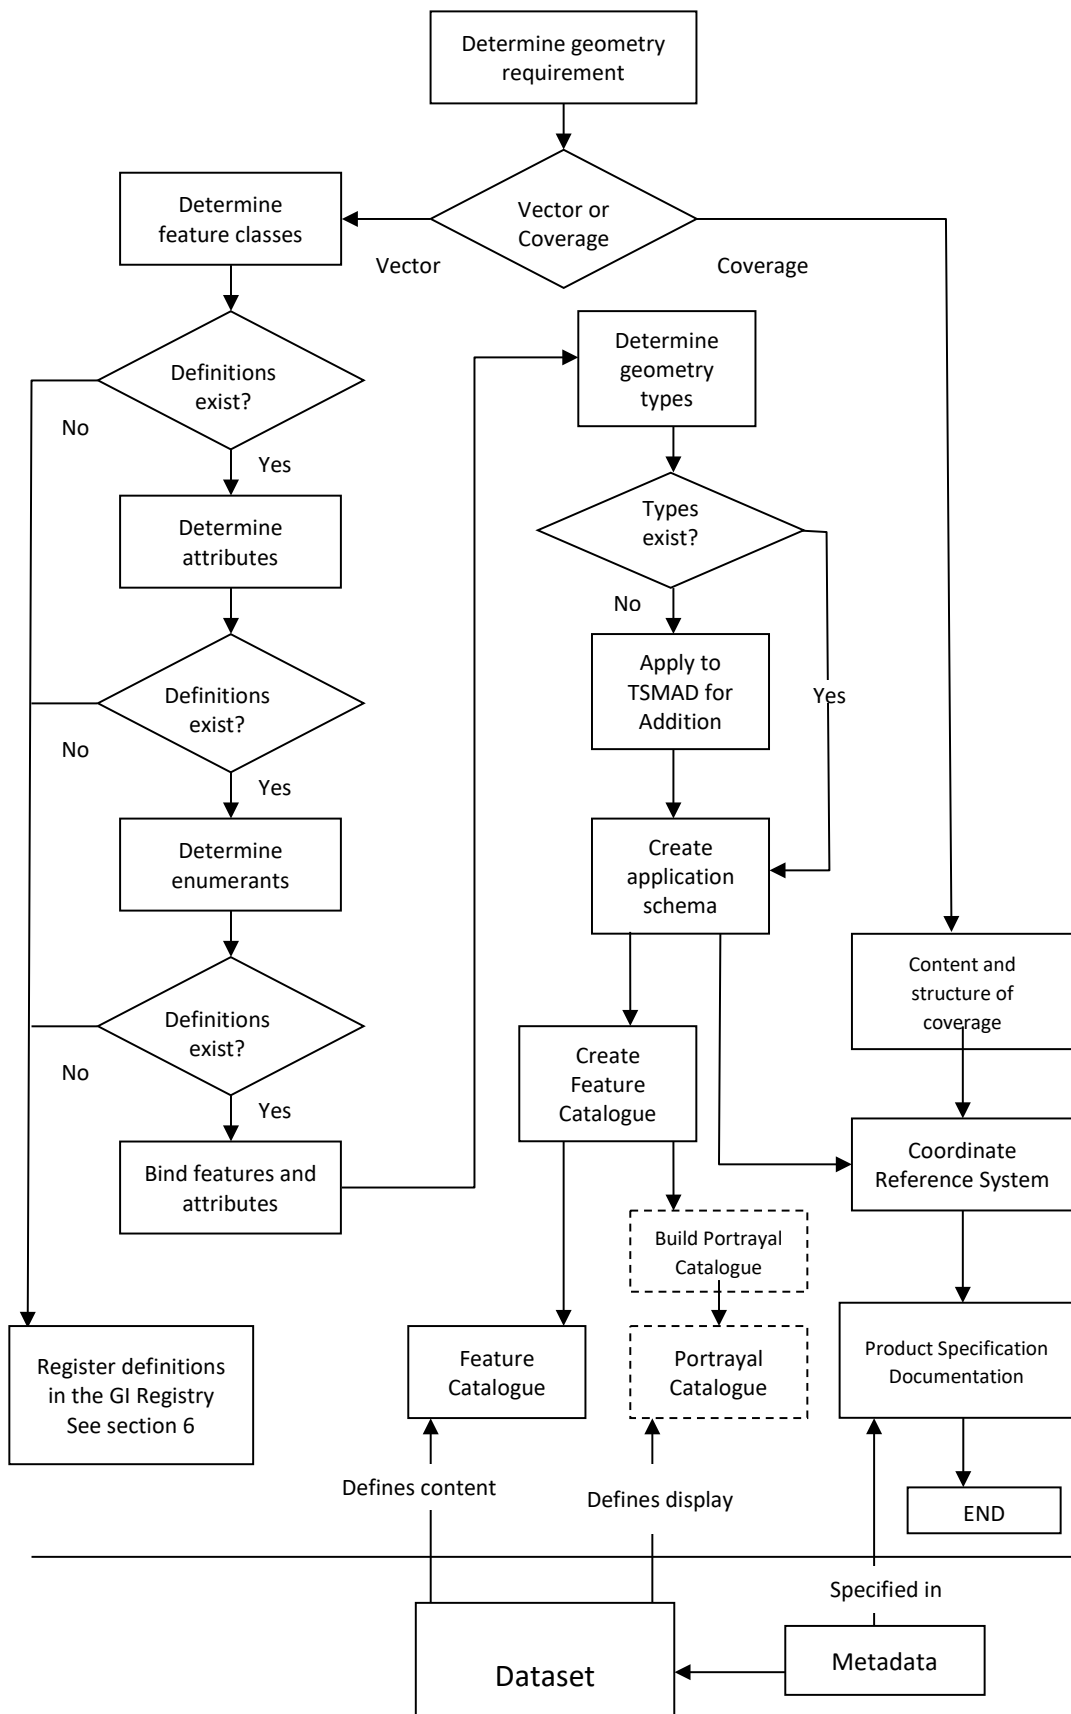 Determine geometry
requirement
Vector or
Coverage
Vector
Coverage
Determine
feature classes
Definitions
exist?
No
Yes
Determine
attributes
Definitions
exist?
No
Yes
Determine
enumerants
Definitions
exist?
No
Yes
Bind features and
attributes
Register definitions
in the GI Registry
See section 6
Determine
geometry
types
Types
exist?
No
Yes
Apply to
TSMAD for
Addition
Create
application
schema
Create
Feature
Catalogue
Build Portrayal
Catalogue
Feature
Catalogue
Portrayal
Catalogue
Content and
structure of
coverage
Coordinate
Reference System
Product Specification
Documentation
END
Defines content
Defines display
Specified in
Dataset
Metadata